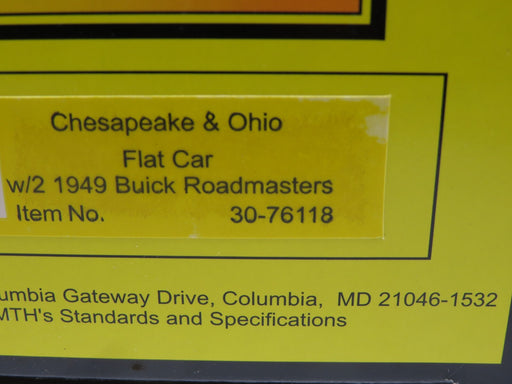 Chesapeake & Ohio
Flat Car
w/2 1949 Buick Roadmasters
Item No. 30-76118
Gateway Drive, Columbia, MD 21046-1532
MTH's Standards and Specifications